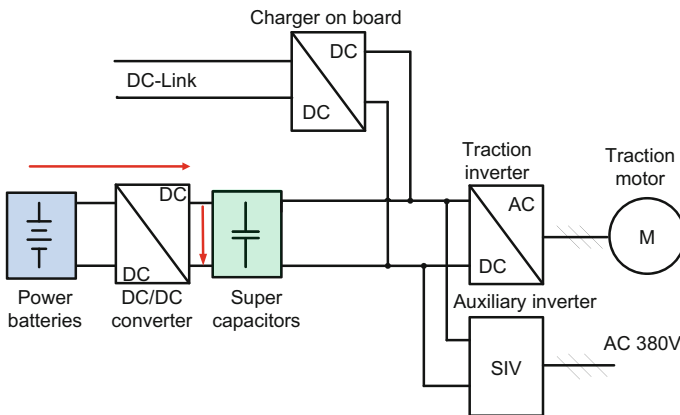 Charger on board
DC
DC-Link
DC
Traction
inverter
Traction
motor
DC
AC
M
DC
DC
Power
batteries
DC/DC
converter
Super
capacitors
Auxiliary inverter
SIV
AC 380V